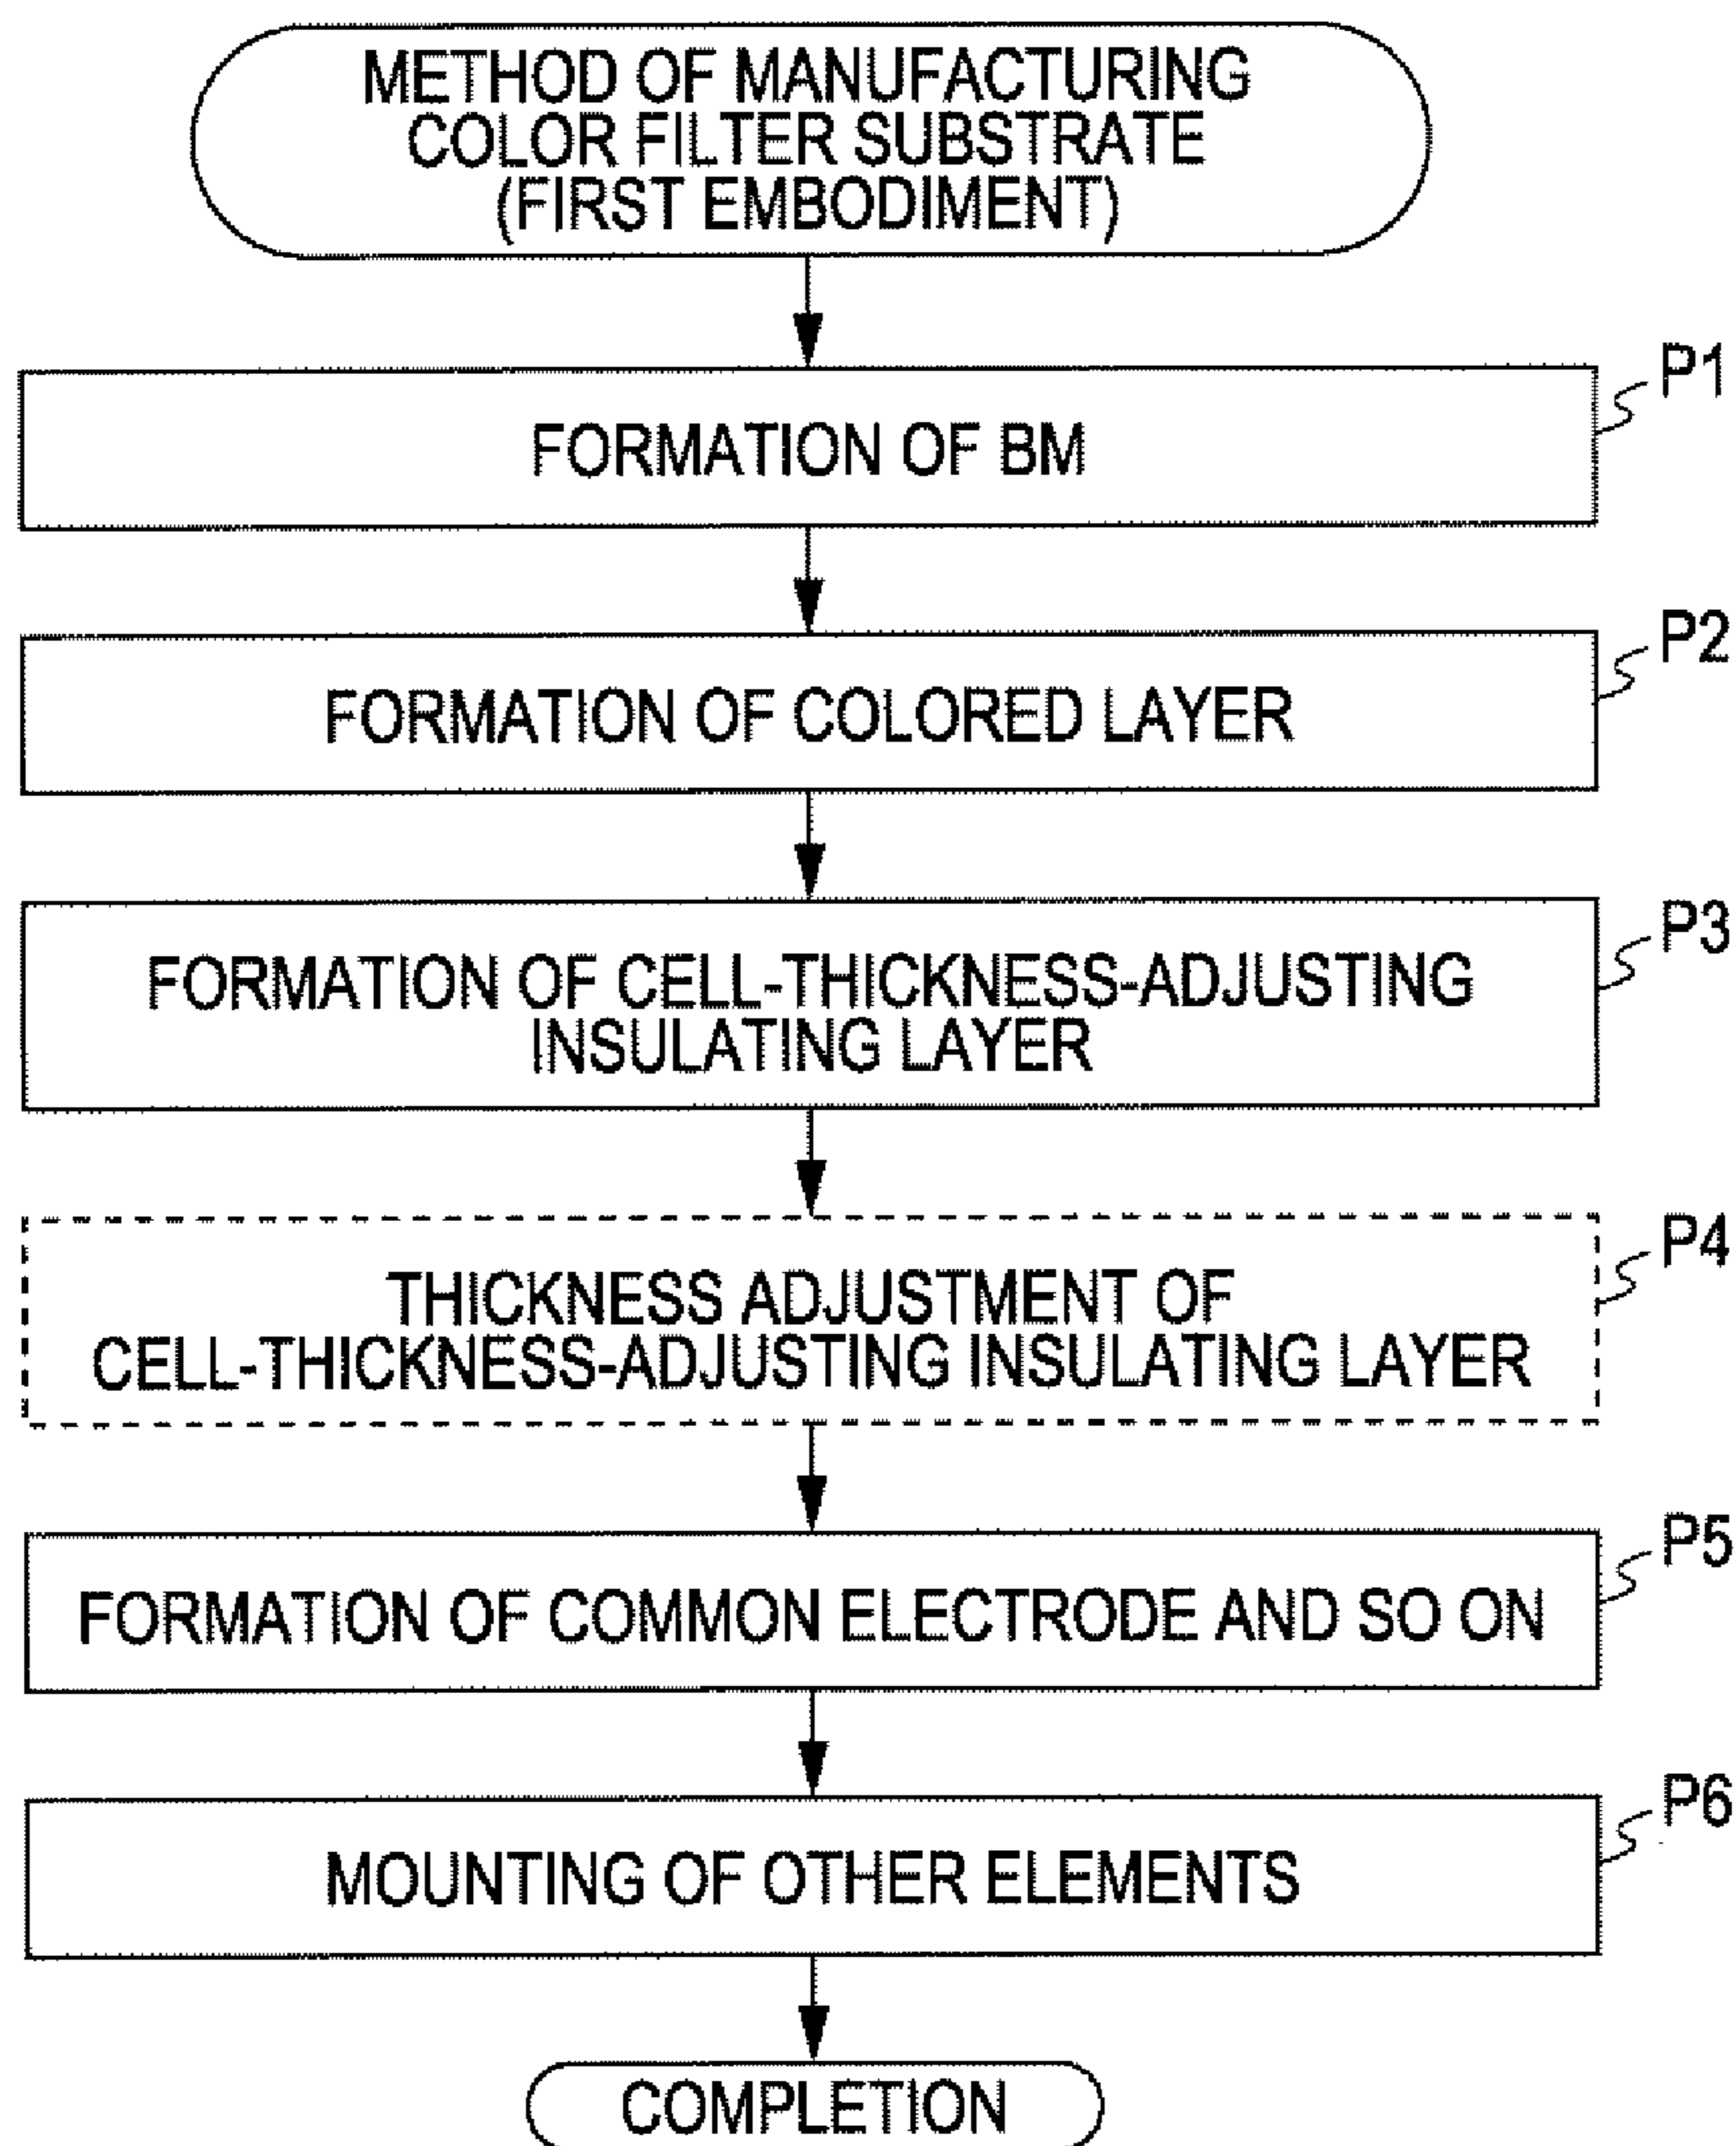 METHOD OF MANUFACTURING
COLOR FILTER SUBSTRATE
(FIRST EMBODIMENT)
P1
FORMATION OF BM
P2
FORMATION OF COLORED LAYER
P3
FORMATION OF CELL-THICKNESS-ADJUSTING
INSULATING LAYER
P4
THICKNESS ADJUSTMENT OF
CELL-THICKNESS-ADJUSTING INSULATING LAYER
P5
FORMATION OF COMMON ELECTRODE AND SO ON
P6
MOUNTING OF OTHER ELEMENTS
COMPLETION